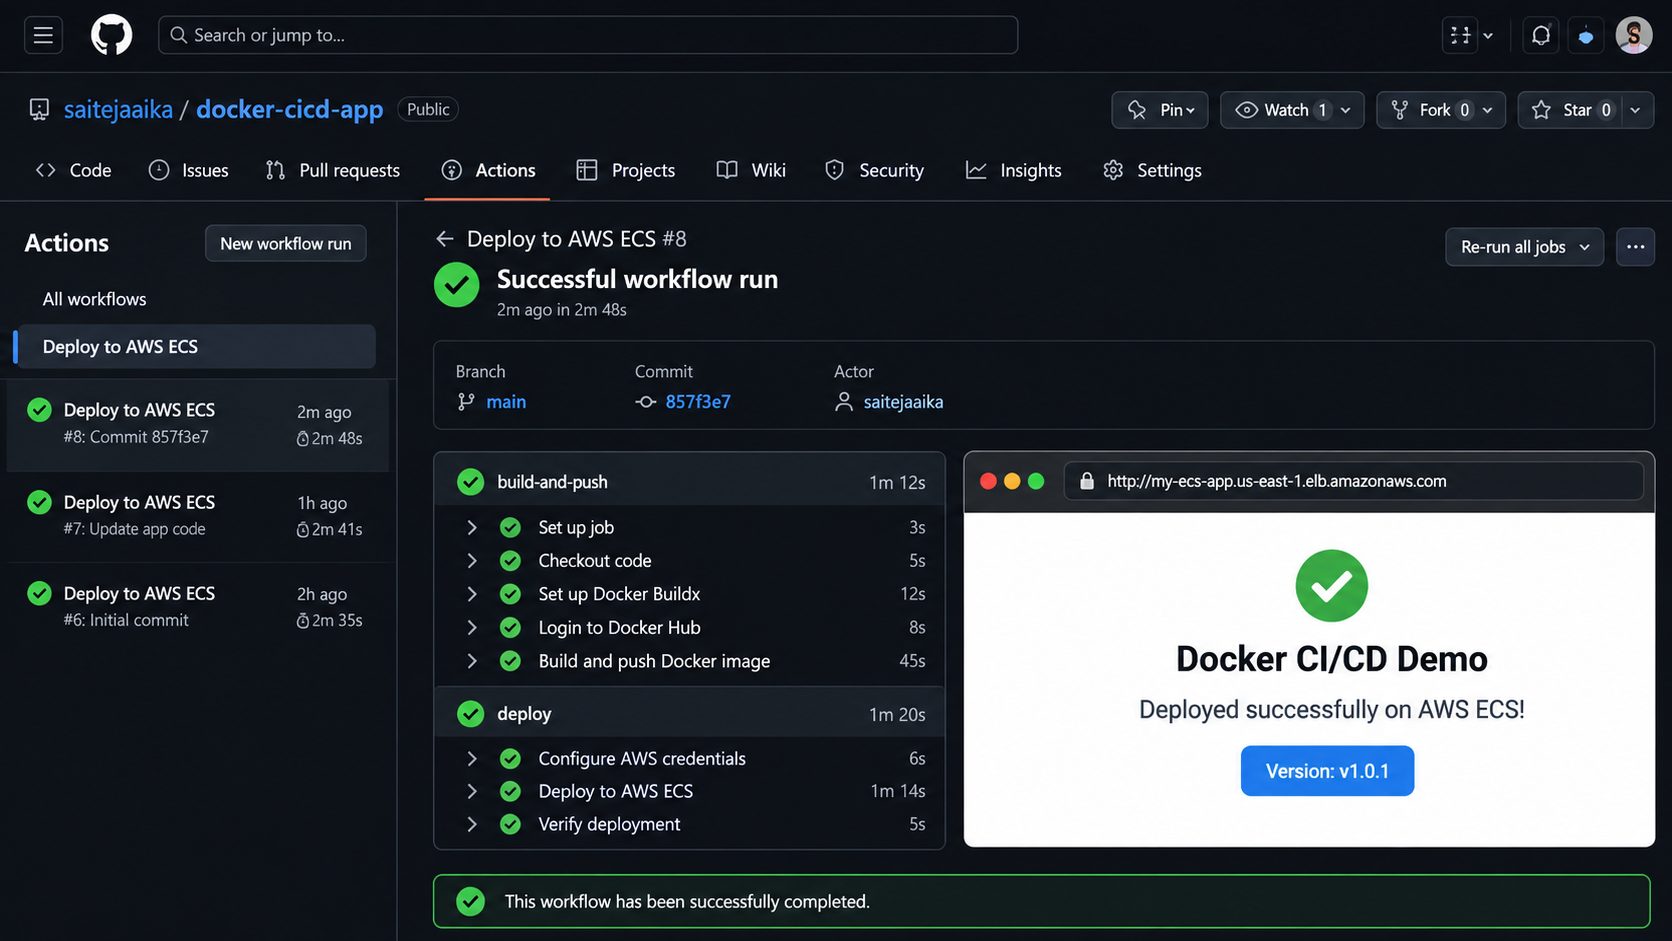 Search or jump to...
saitejaaika / docker-cicd-app Public
Pin Watch 1 Fork 0 Star 0
Code Issues Pull requests Actions Projects Wiki Security Insights Settings
Actions
New workflow run
All workflows
Deploy to AWS ECS
Deploy to AWS ECS 2m ago
#8: Commit 857f3e7 2m 48s
Deploy to AWS ECS 1h ago
#7: Update app code 2m 41s
Deploy to AWS ECS 2h ago
#6: Initial commit 2m 35s
Deploy to AWS ECS #8
Successful workflow run
2m ago in 2m 48s
Re-run all jobs
Branch Commit Actor
main 857f3e7 saitejaaika
build-and-push 1m 12s
Set up job 3s
Checkout code 5s
Set up Docker Buildx 12s
Login to Docker Hub 8s
Build and push Docker image 45s
deploy 1m 20s
Configure AWS credentials 6s
Deploy to AWS ECS 1m 14s
Verify deployment 5s
http://my-ecs-app.us-east-1.elb.amazonaws.com
Docker CI/CD Demo
Deployed successfully on AWS ECS!
Version: v1.0.1
This workflow has been successfully completed.